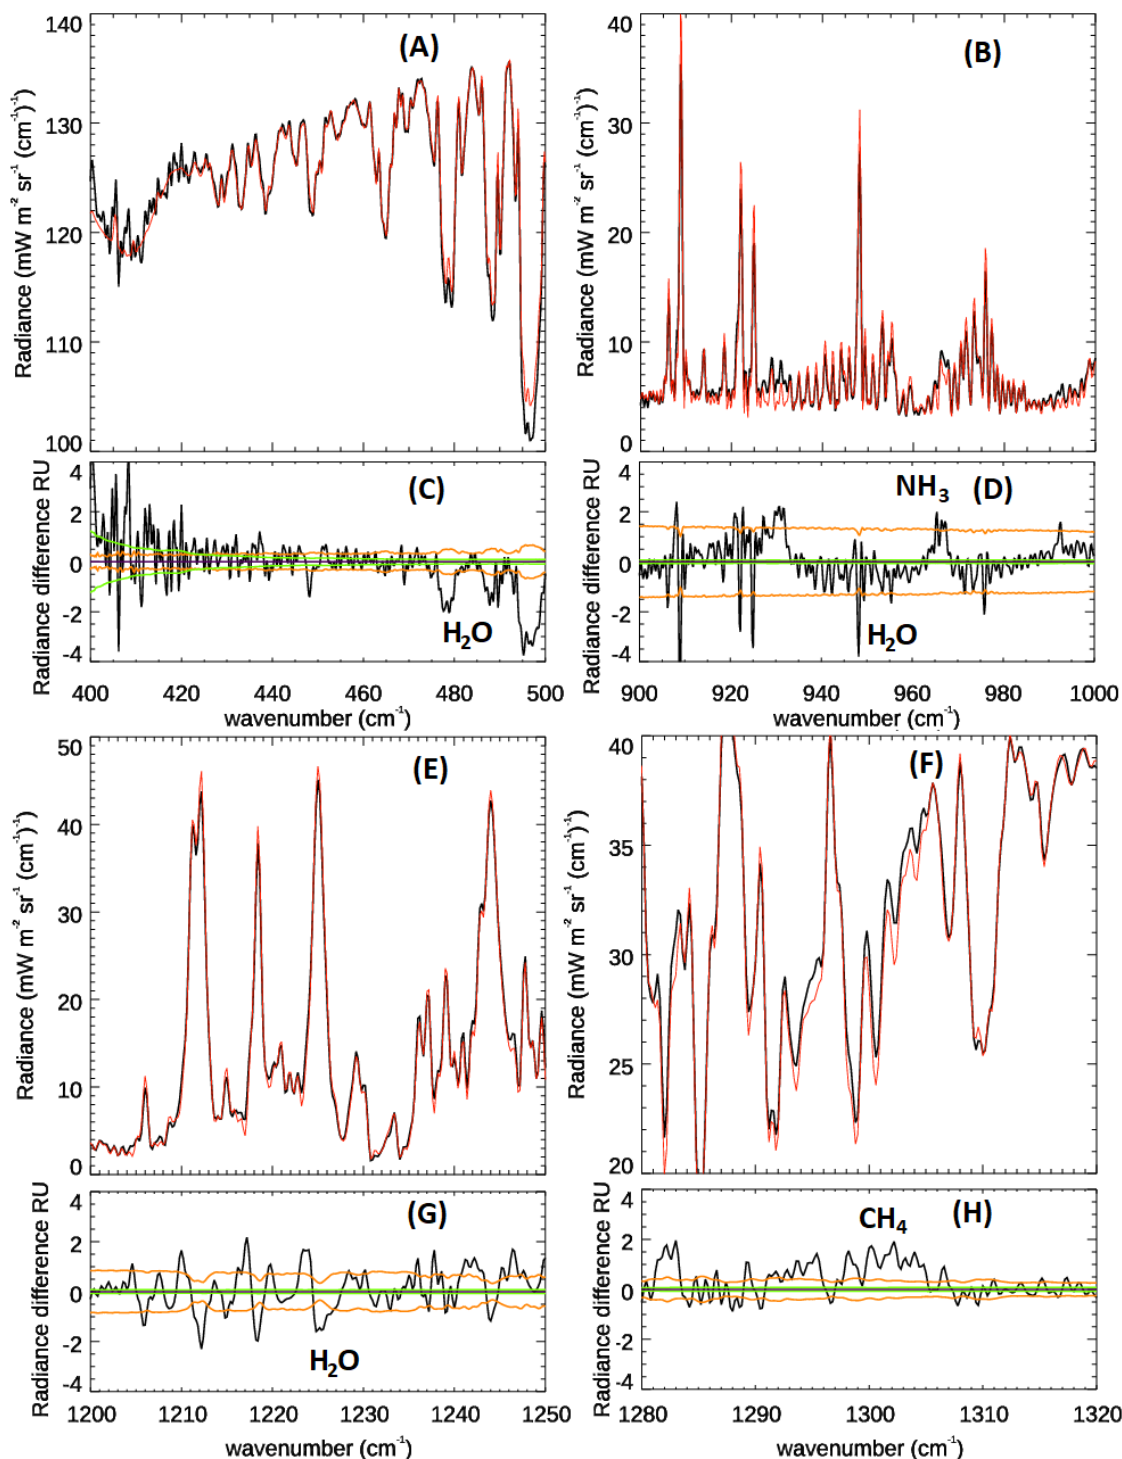 (A)
140
130
120
110
100
Radiance (mW m⁻² sr⁻¹ (cm⁻¹)⁻¹)
(B)
40
30
20
10
0
Radiance (mW m⁻² sr⁻¹ (cm⁻¹)⁻¹)
(C)
H₂O
4
2
0
-2
-4
Radiance difference RU
400 420 440 460 480 500
wavenumber (cm⁻¹)
NH₃ (D)
H₂O
4
2
0
-2
-4
Radiance difference RU
900 920 940 960 980 1000
wavenumber (cm⁻¹)
(E)
50
40
30
20
10
0
Radiance (mW m⁻² sr⁻¹ (cm⁻¹)⁻¹)
(F)
40
35
30
25
20
Radiance (mW m⁻² sr⁻¹ (cm⁻¹)⁻¹)
(G)
H₂O
4
2
0
-2
-4
Radiance difference RU
1200 1210 1220 1230 1240 1250
wavenumber (cm⁻¹)
CH₄ (H)
4
2
0
-2
-4
Radiance difference RU
1280 1290 1300 1310 1320
wavenumber (cm⁻¹)